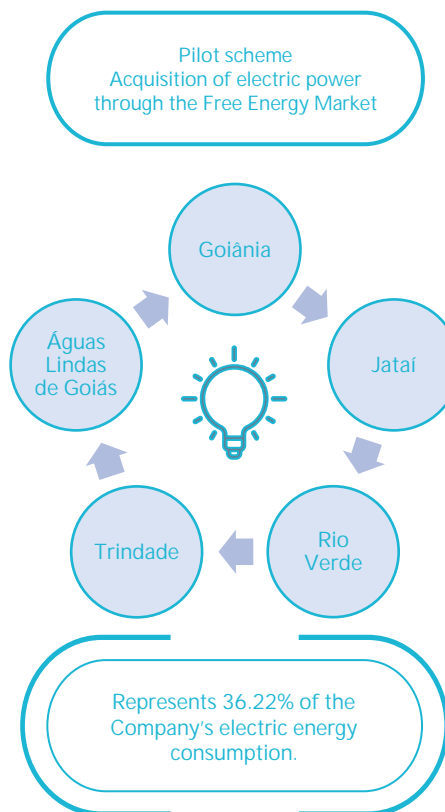 Pilot scheme
Acquisition of electric power
through the Free Energy Market
Goiânia
Jataí
Rio
Verde
Trindade
Águas
Lindas
de Goiás
Represents 36.22% of the
Company's electric energy
consumption.